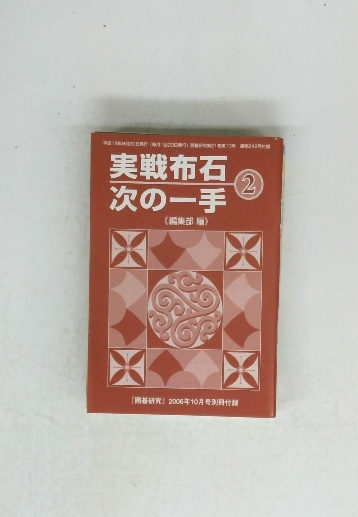 実戦布石
次の一手
2
《編集部 編》
『囲碁研究』2006年10月号別冊付録